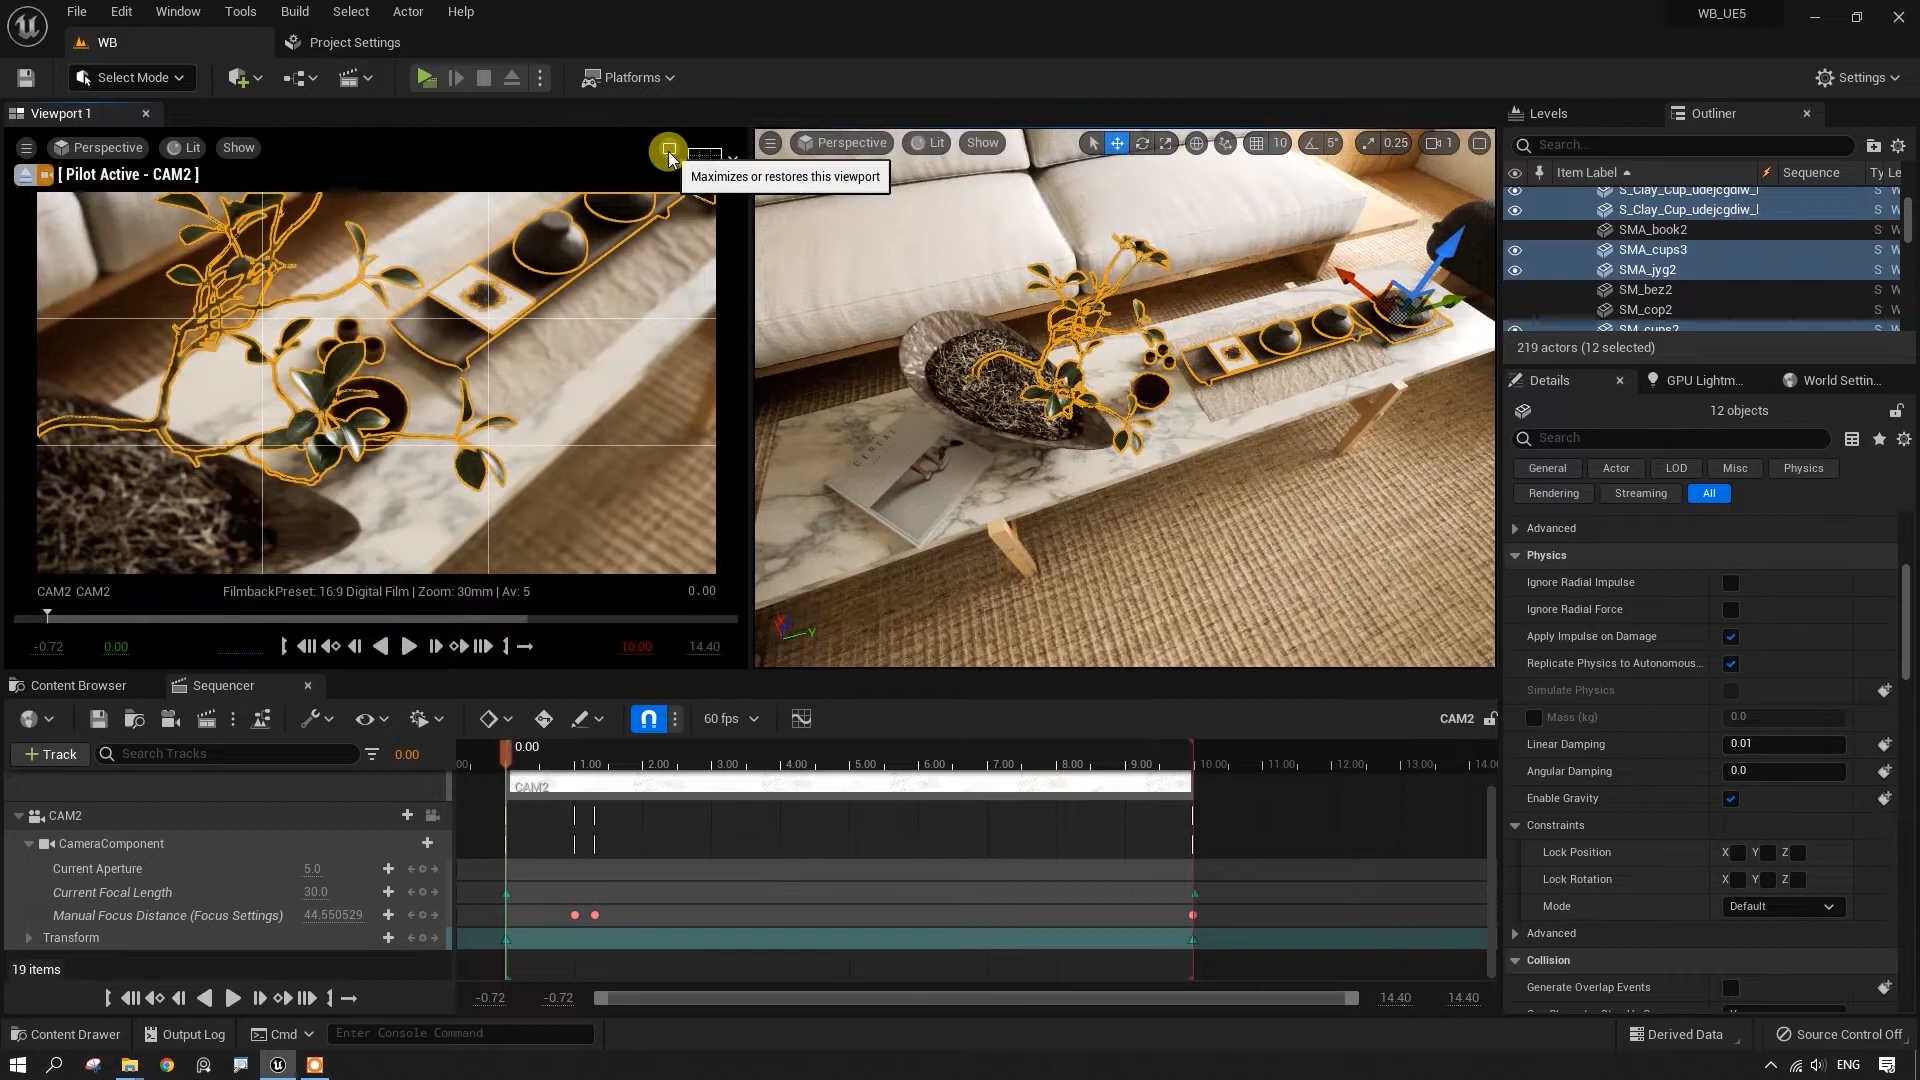 File Edit Window Tools Build Select Actor Help
WB_UE5
WB
Project Settings
Select Mode
Platforms
Settings
Viewport 1
Perspective Lit Show
[ Pilot Active - CAM2 ]
Maximizes or restores this viewport
CAM2 CAM2
FilmbackPreset: 16:9 Digital Film | Zoom: 30mm | Av: 5
0.00
-0.72 0.00 10.00 14.40
Perspective Lit Show
10 5° 0.25 1
CEREAL
Y
Levels
Outliner
Search...
Item Label Sequence Ty Le
S_Clay_Cup_udejcgdiw_l S W
S_Clay_Cup_udejcgdiw_l S W
SMA_book2 S W
SMA_cups3 S W
SMA_jyg2 S W
SM_bez2 S W
SM_cop2 S W
SM_cups2
219 actors (12 selected)
Details
GPU Lightm...
World Settin...
12 objects
Search
General Actor LOD Misc Physics
Rendering Streaming All
Advanced
Physics
Ignore Radial Impulse
Ignore Radial Force
Apply Impulse on Damage
Replicate Physics to Autonomous...
Simulate Physics
Mass (kg) 0.0
Linear Damping 0.01
Angular Damping 0.0
Enable Gravity
Constraints
Lock Position X Y Z
Lock Rotation X Y Z
Mode Default
Advanced
Collision
Generate Overlap Events
Content Browser
Sequencer
60 fps
CAM2
Track
Search Tracks
0.00
0.00
1.00 2.00 3.00 4.00 5.00 6.00 7.00 8.00 9.00 10.00 11.00 12.00 13.00
CAM2
CAM2
CameraComponent
Current Aperture 5.0
Current Focal Length 30.0
Manual Focus Distance (Focus Settings) 44.550529
Transform
19 items
-0.72 -0.72 14.40 14.40
Content Drawer
Output Log
Cmd
Enter Console Command
Derived Data
Source Control Off
ENG